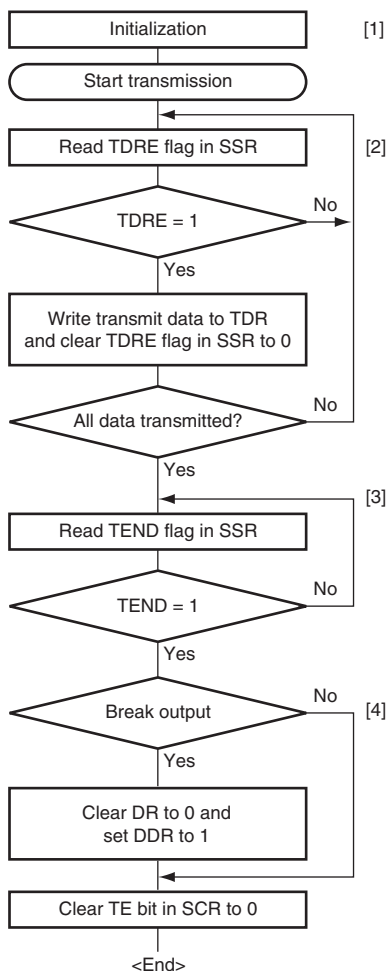 Initialization [1]
Start transmission
Read TDRE flag in SSR [2]
No
TDRE = 1
Yes
Write transmit data to TDR
and clear TDRE flag in SSR to 0
No
All data transmitted?
Yes
[3]
Read TEND flag in SSR
No
TEND = 1
Yes
No [4]
Break output
Yes
Clear DR to 0 and
set DDR to 1
Clear TE bit in SCR to 0
<End>